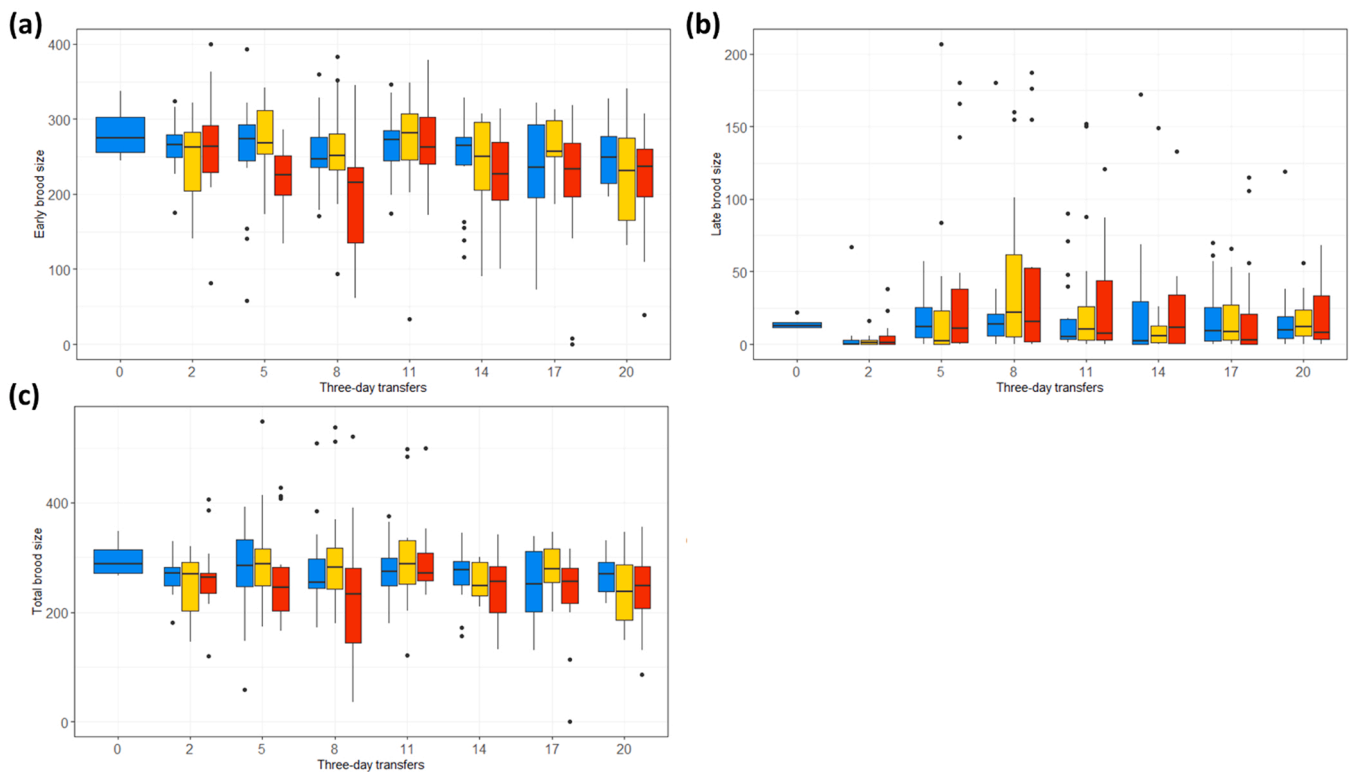 (a)
400
300
200
100
0
Early brood size
0 2 5 8 11 14 17 20
Three-day transfers
(b)
200
150
100
50
0
Late brood size
0 2 5 8 11 14 17 20
Three-day transfers
(c)
400
200
0
Total brood size
0 2 5 8 11 14 17 20
Three-day transfers